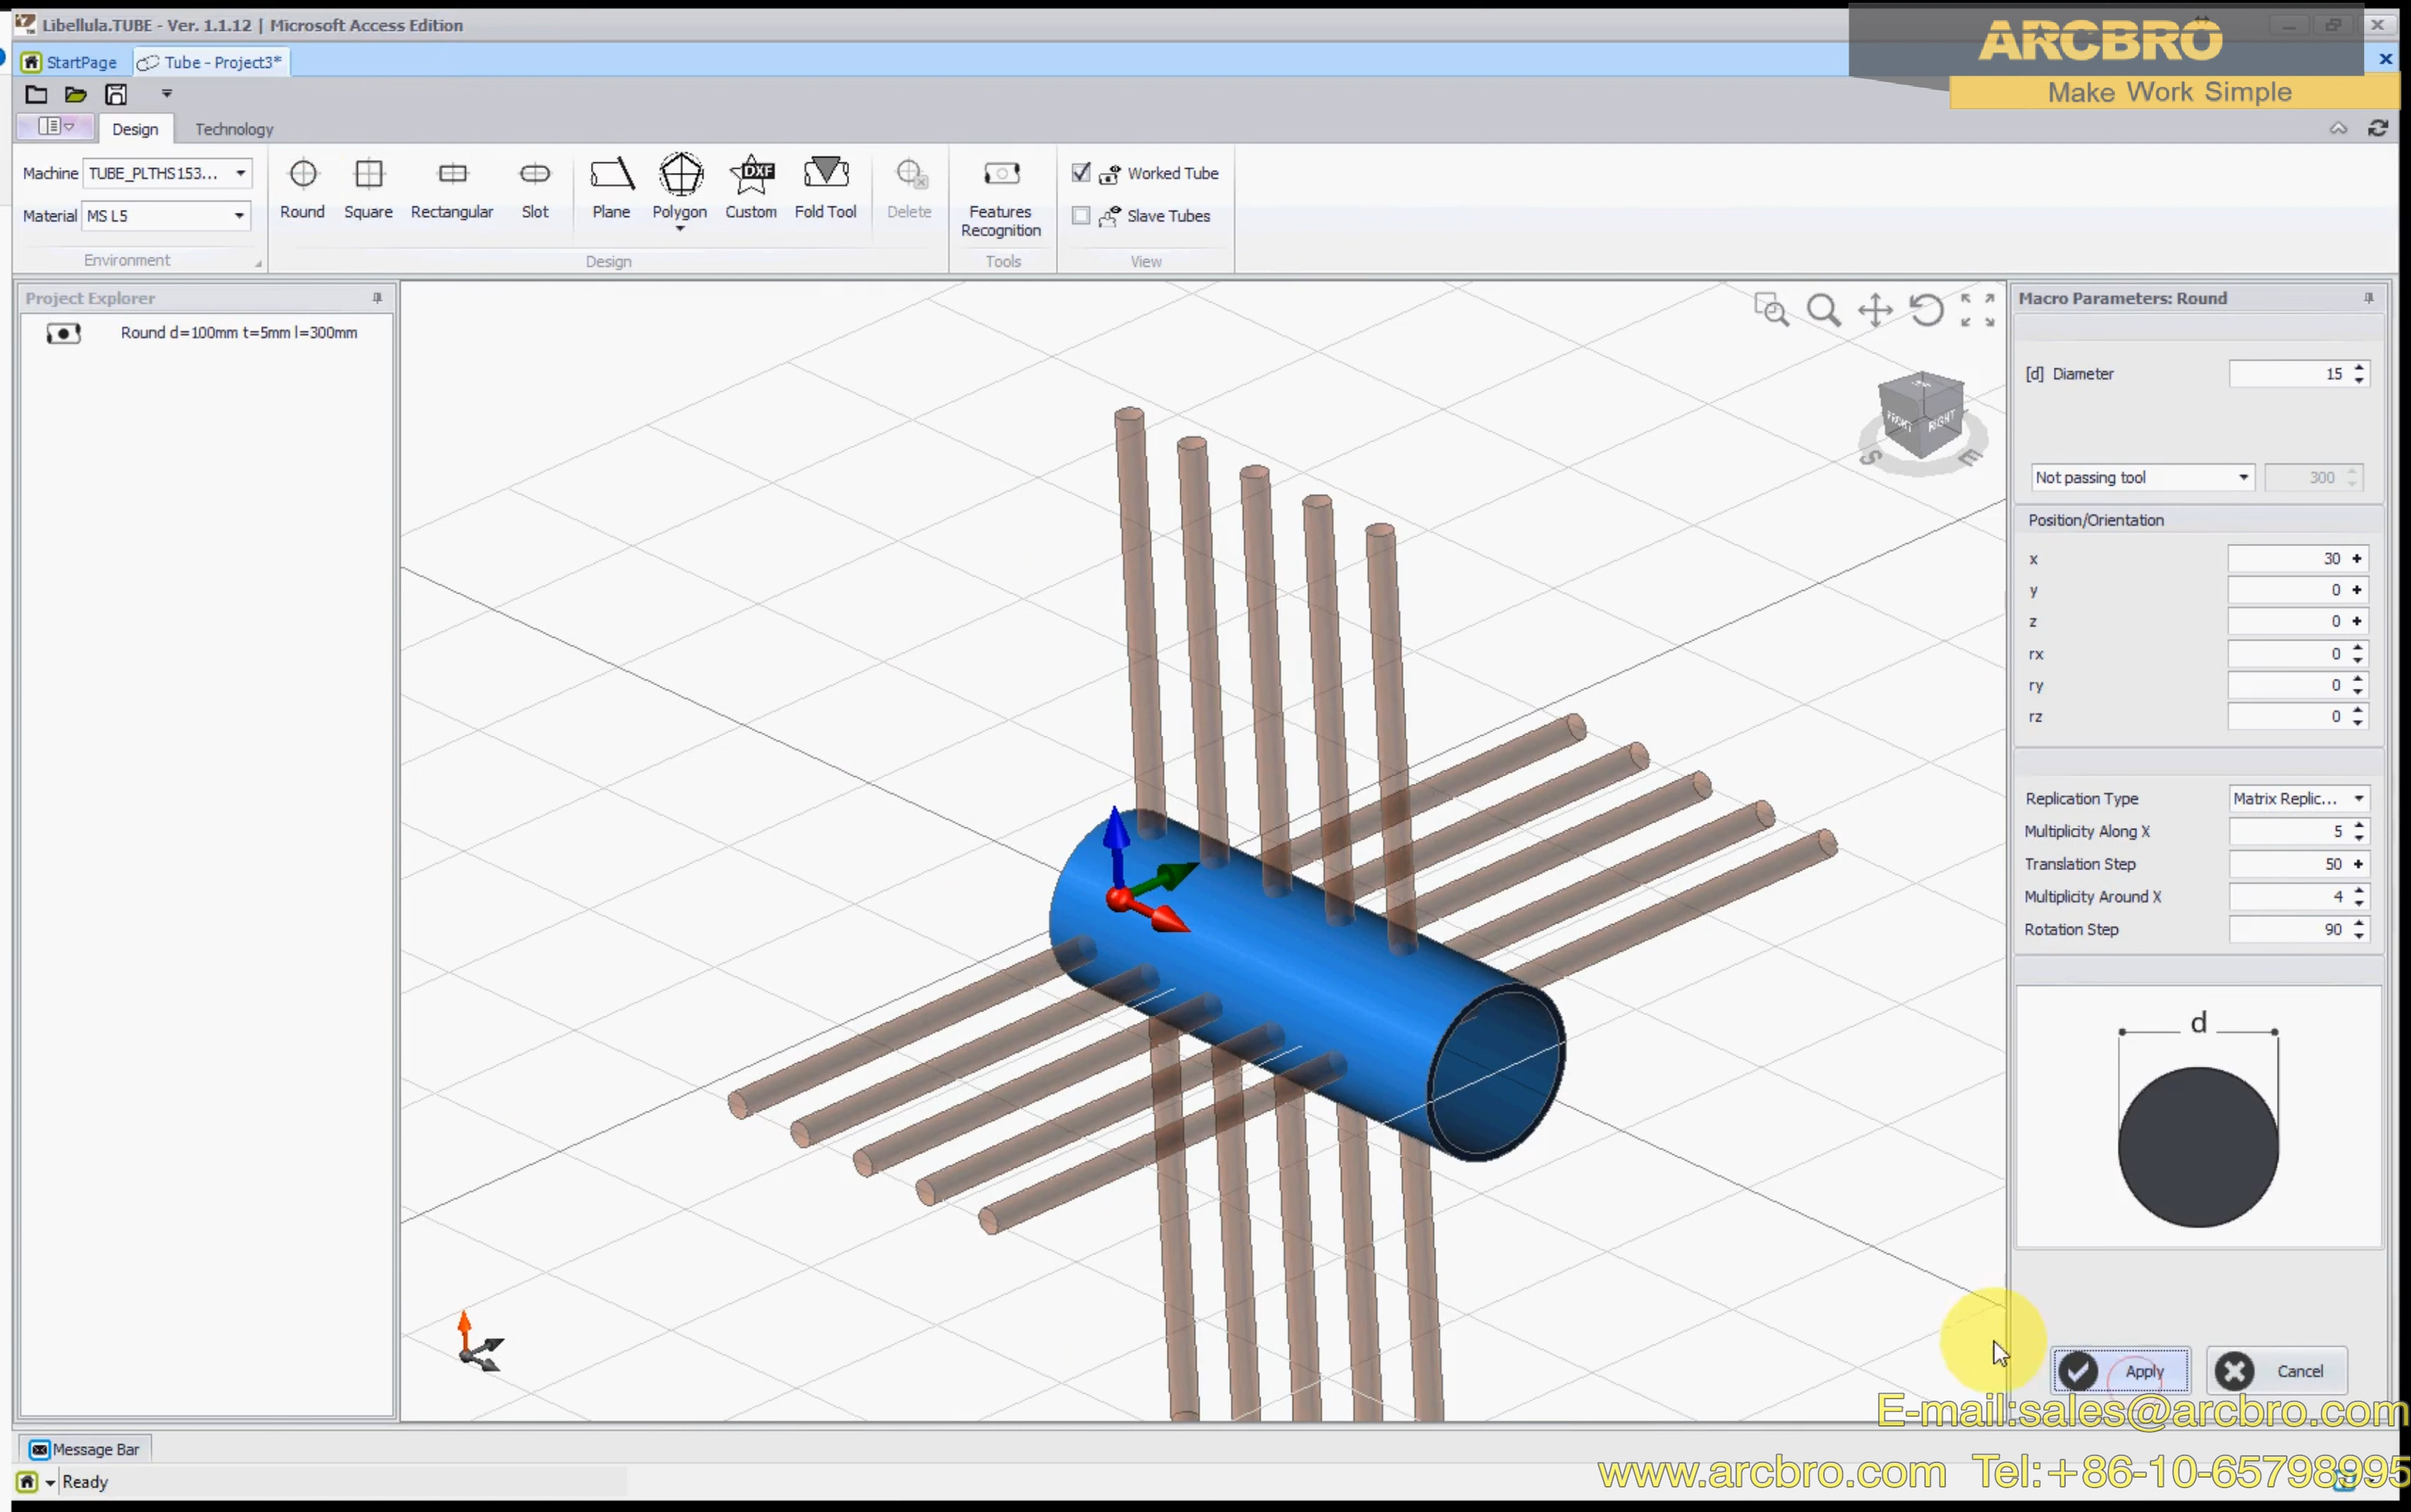 Libellula.TUBE - Ver. 1.1.12 | Microsoft Access Edition
ARCBRO
Make Work Simple
StartPage
Tube - Project3*
Design
Technology
Machine
TUBE_PLTHS153...
Material
MS L5
Environment
Round
Square
Rectangular
Slot
Plane
Polygon
DXF
Custom
Fold Tool
Delete
Design
Features
Recognition
Tools
Worked Tube
Slave Tubes
View
Project Explorer
Round d=100mm t=5mm l=300mm
FRONT
RIGHT
S
E
Macro Parameters: Round
[d] Diameter
15
Not passing tool
300
Position/Orientation
x
30
y
0
z
0
rx
0
ry
0
rz
0
Replication Type
Matrix Replic...
Multiplicity Along X
5
Translation Step
50
Multiplicity Around X
4
Rotation Step
90
d
Apply
Cancel
E-mail:sales@arcbro.com
Message Bar
Ready
www.arcbro.com Tel:+86-10-65798995